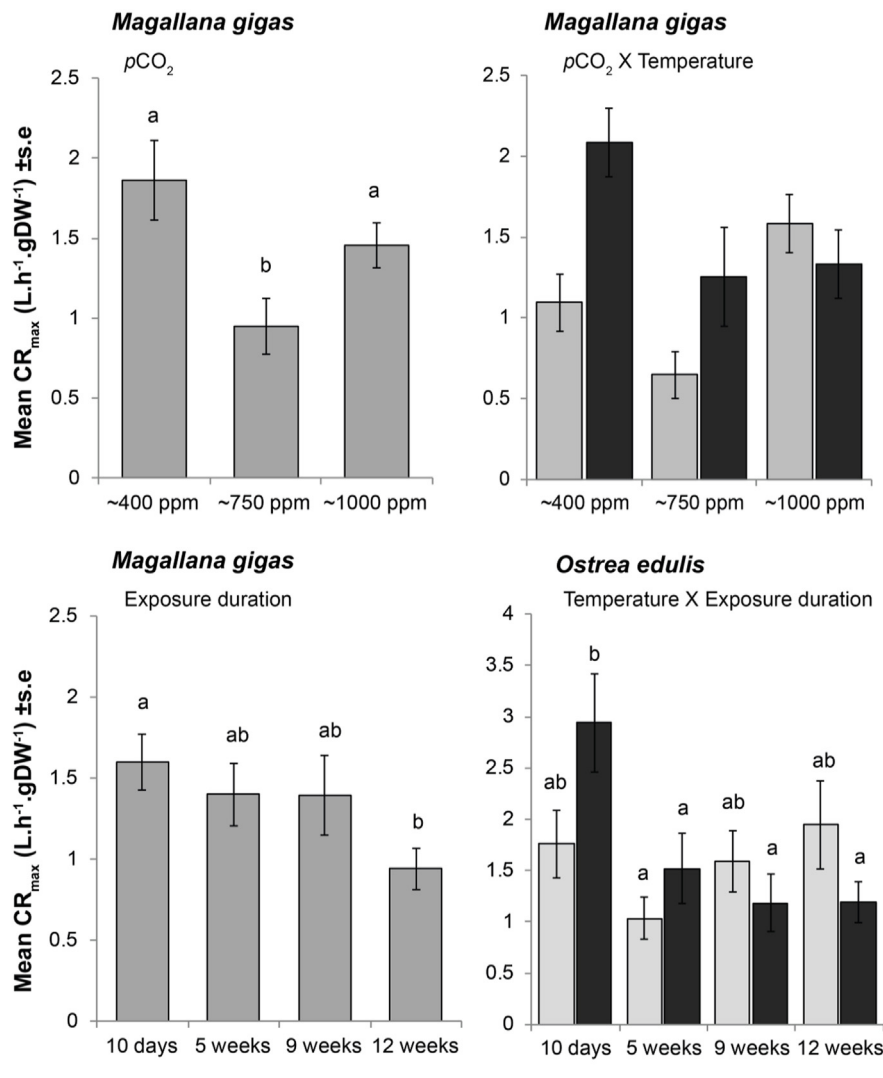 Magallana gigas
pCO₂
Mean CRmax (L.h⁻¹.gDW⁻¹) ±s.e
2.5
2
1.5
1
0.5
0
a
b
a
~400 ppm ~750 ppm ~1000 ppm
Magallana gigas
pCO₂ X Temperature
2.5
2
1.5
1
0.5
0
~400 ppm ~750 ppm ~1000 ppm
Magallana gigas
Exposure duration
Mean CRmax (L.h⁻¹.gDW⁻¹) ±s.e
2.5
2
1.5
1
0.5
0
a
ab
ab
b
10 days 5 weeks 9 weeks 12 weeks
Ostrea edulis
Temperature X Exposure duration
4
3.5
3
2.5
2
1.5
1
0.5
0
ab
b
a
a
ab
a
ab
a
10 days 5 weeks 9 weeks 12 weeks